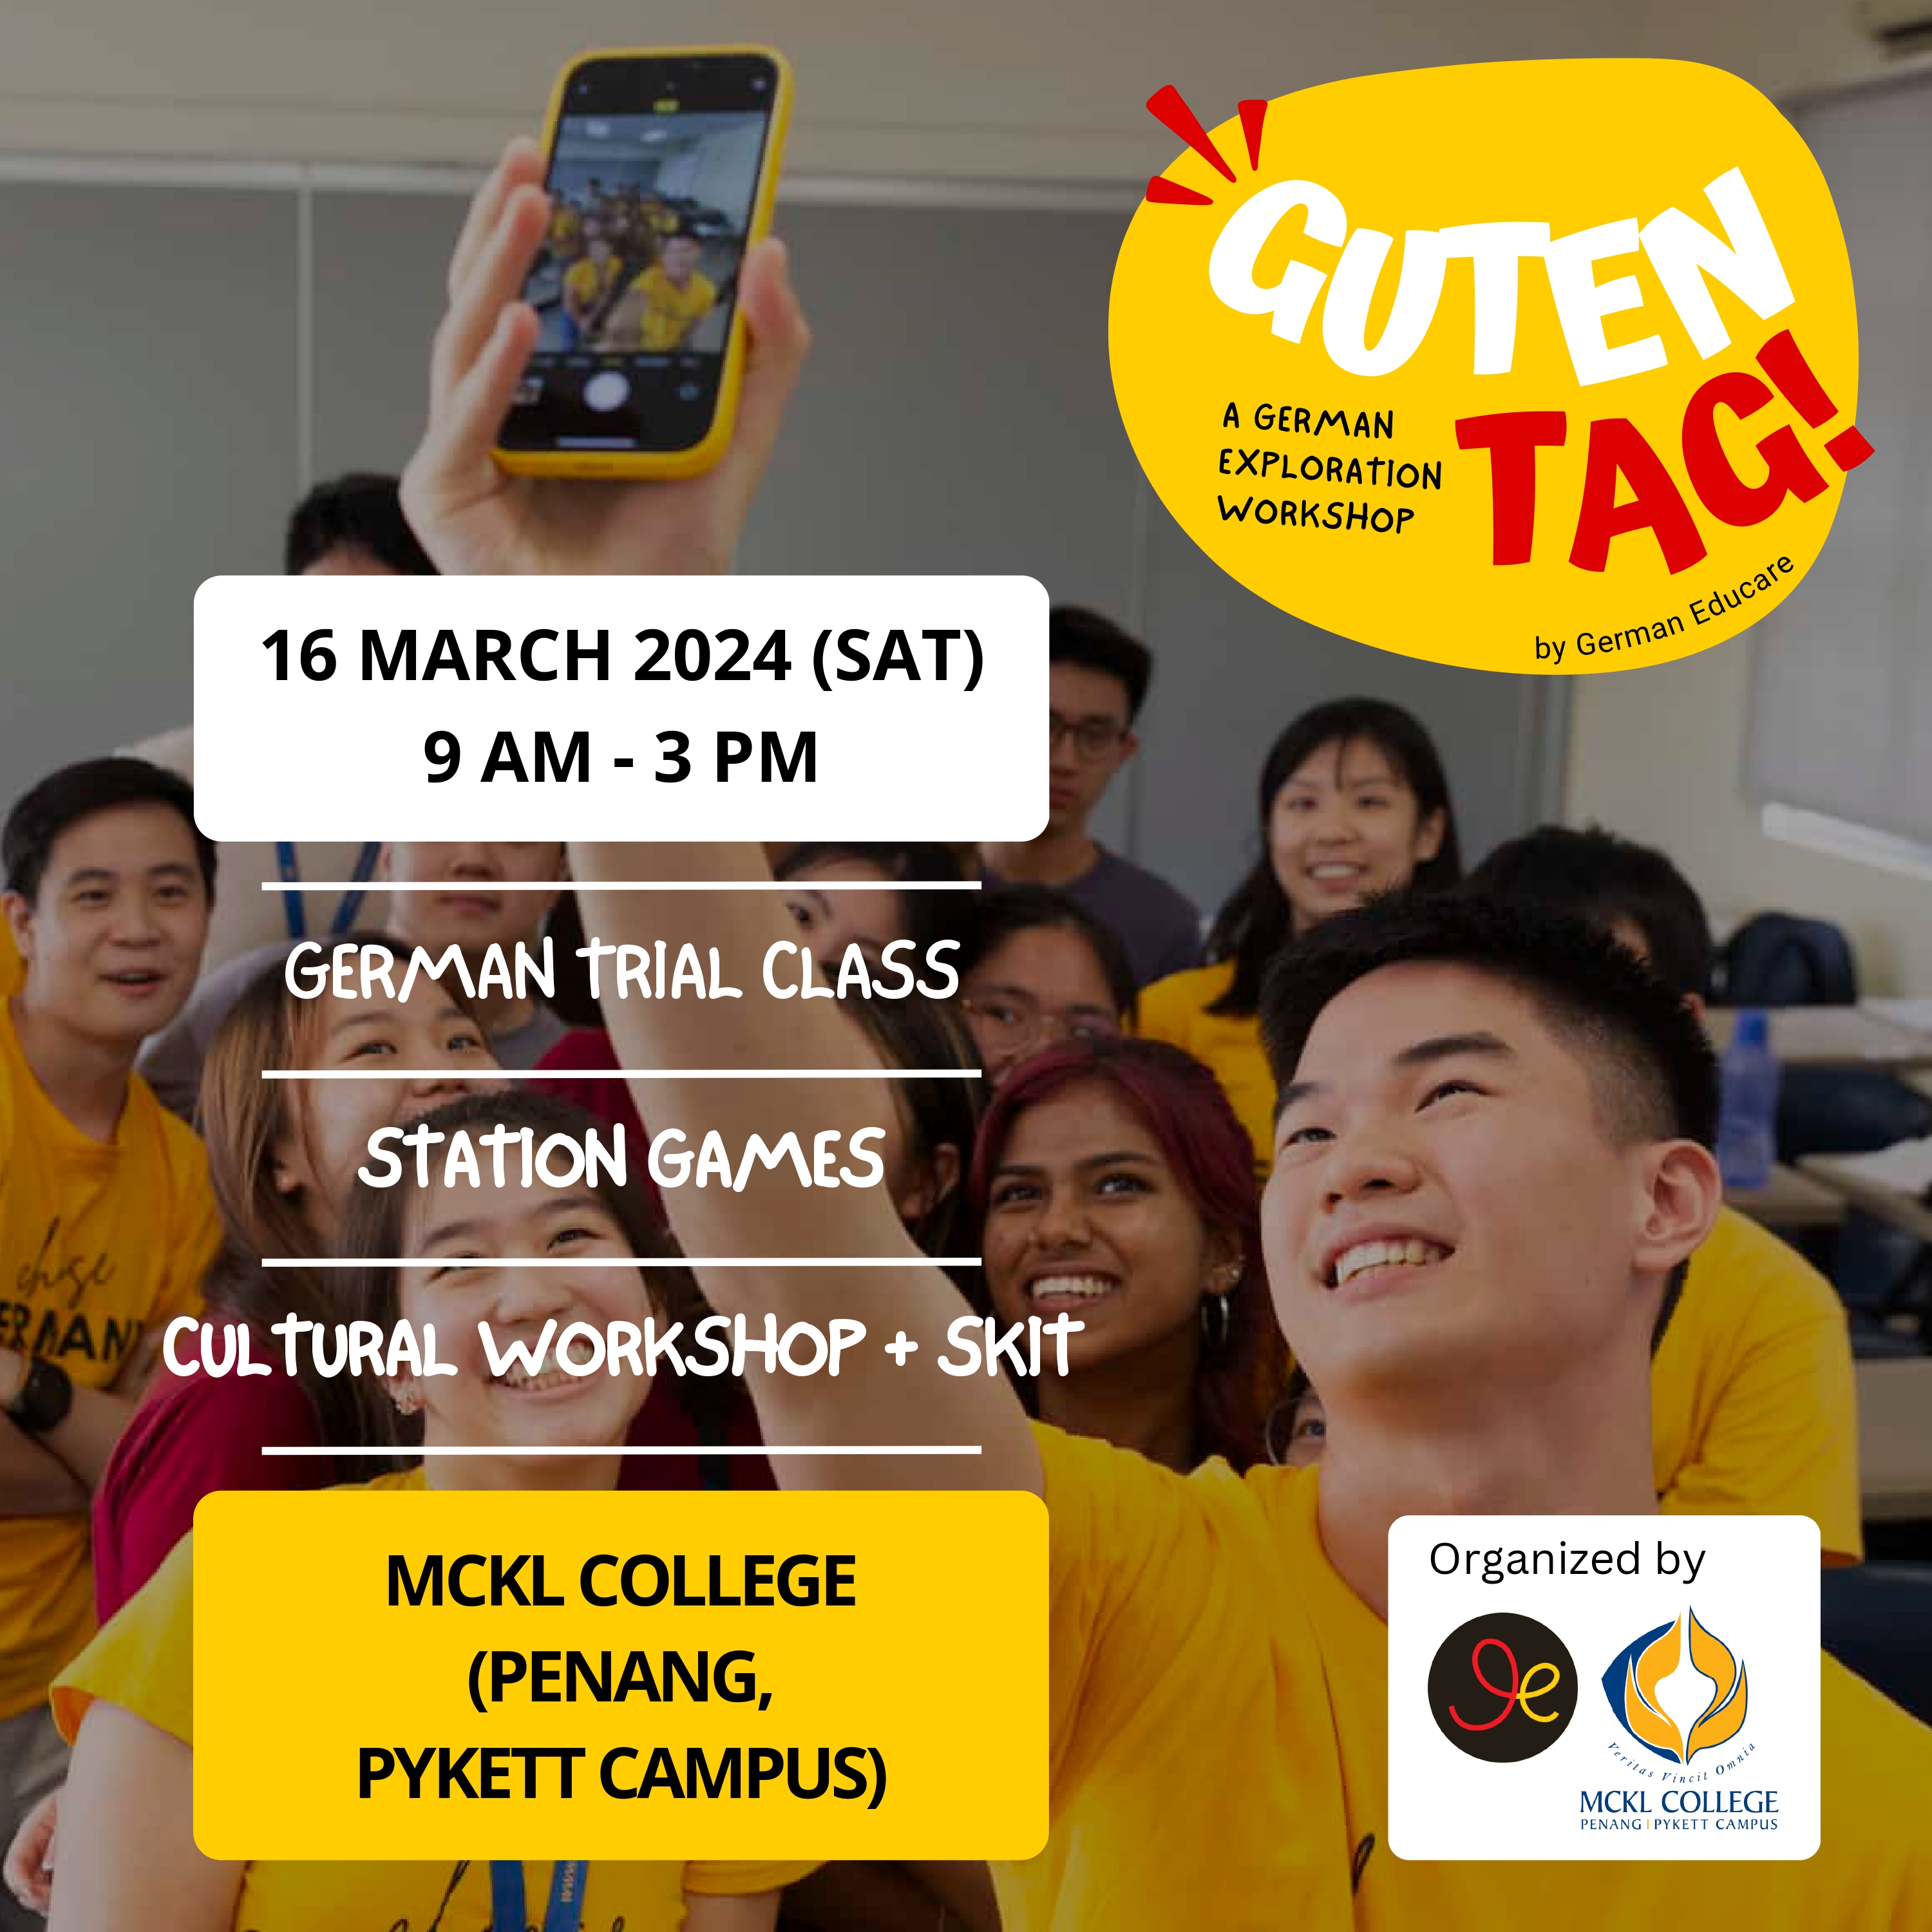 GUTEN
TAG!
A GERMAN
EXPLORATION
WORKSHOP
by German Educare
16 MARCH 2024 (SAT)
9 AM - 3 PM
GERMAN TRIAL CLASS
STATION GAMES
CULTURAL WORKSHOP + SKIT
MCKL COLLEGE
(PENANG,
PYKETT CAMPUS)
Organized by
ge
Veritas Vincit Omnia
MCKL COLLEGE
PENANG | PYKETT CAMPUS